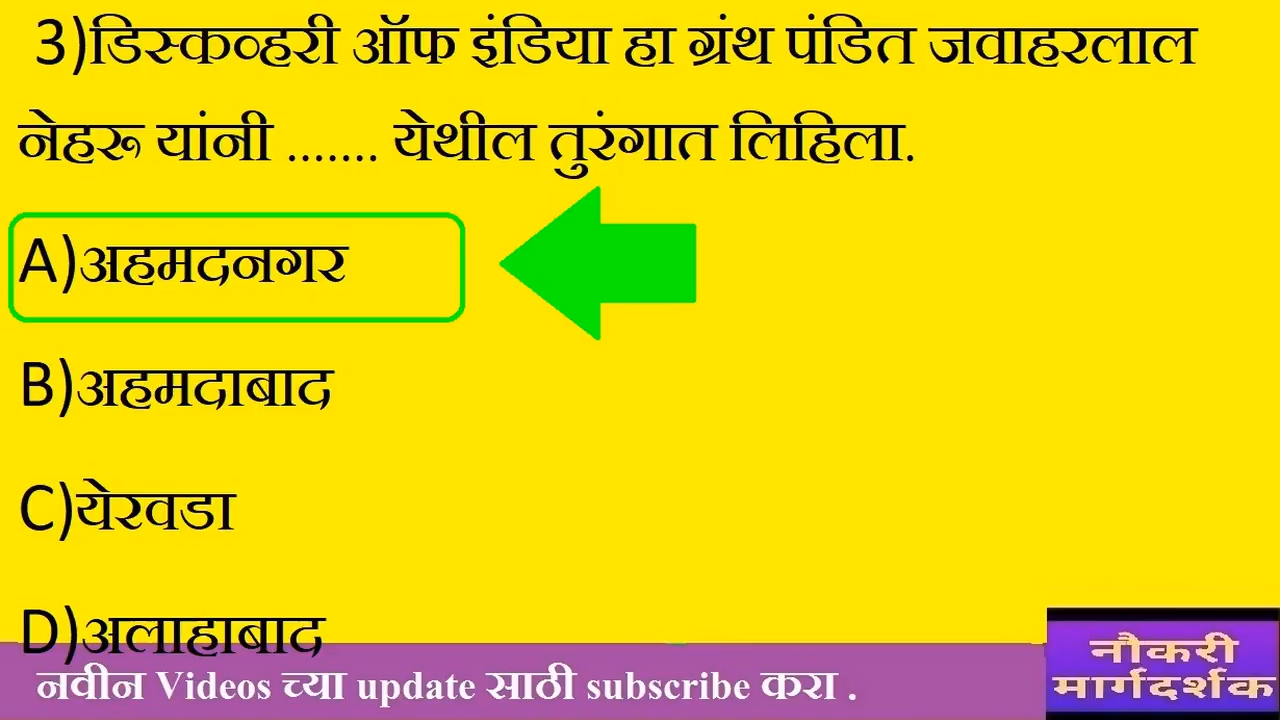 3)डिस्कव्हरी ऑफ इंडिया हा ग्रंथ पंडित जवाहरलाल
नेहरू यांनी ....... येथील तुरंगात लिहिला.
A)अहमदनगर
B)अहमदाबाद
C)येरवडा
D)अलाहाबाद
नवीन Videos च्या update साठी subscribe करा .
नौकरी
मार्गदर्शक